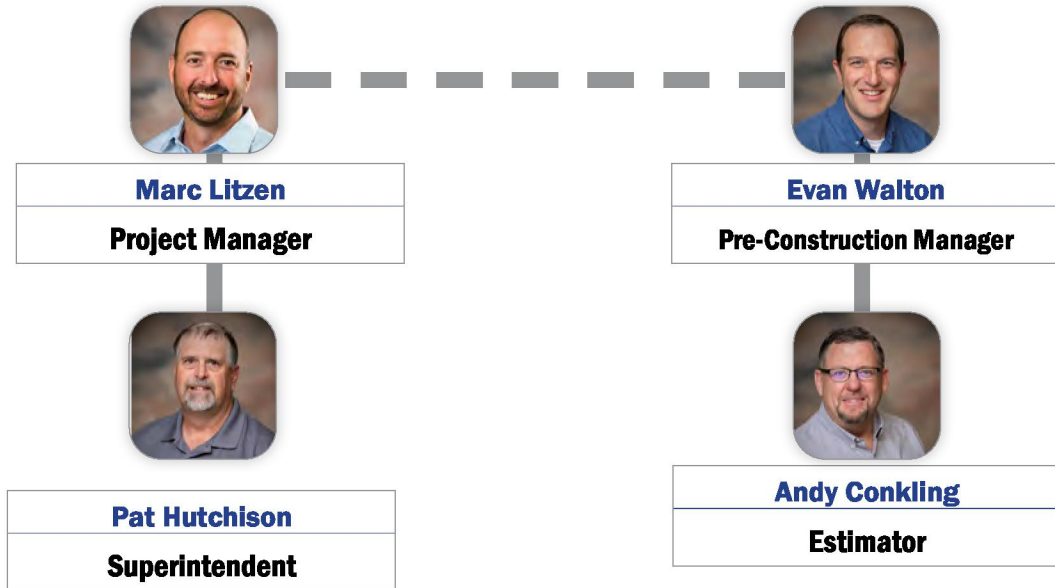 Marc Litzen
Project Manager
Evan Walton
Pre-Construction Manager
Pat Hutchison
Superintendent
Andy Conkling
Estimator